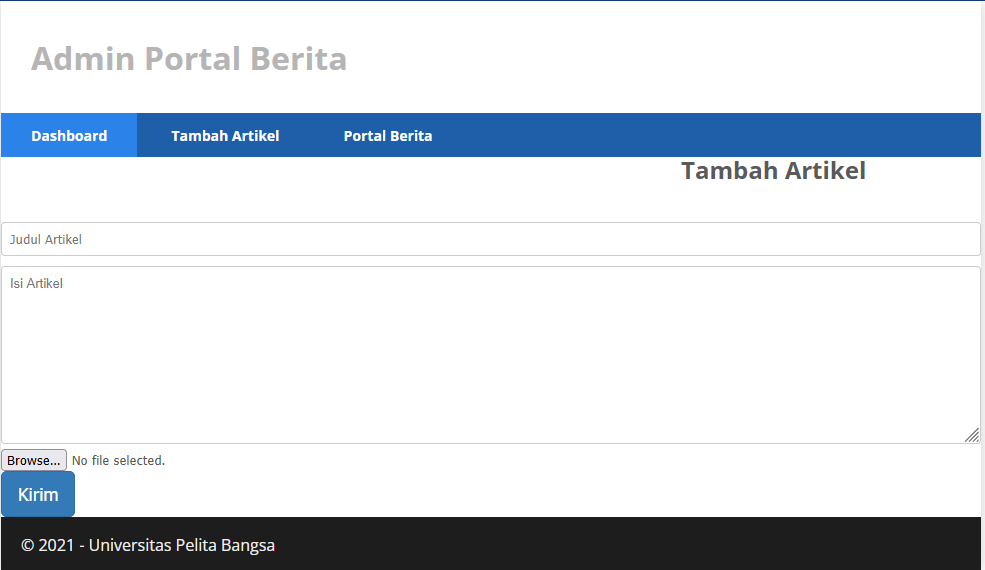 Admin Portal Berita
Dashboard Tambah Artikel Portal Berita
Tambah Artikel
Judul Artikel
Isi Artikel
Browse... No file selected.
Kirim
© 2021 - Universitas Pelita Bangsa